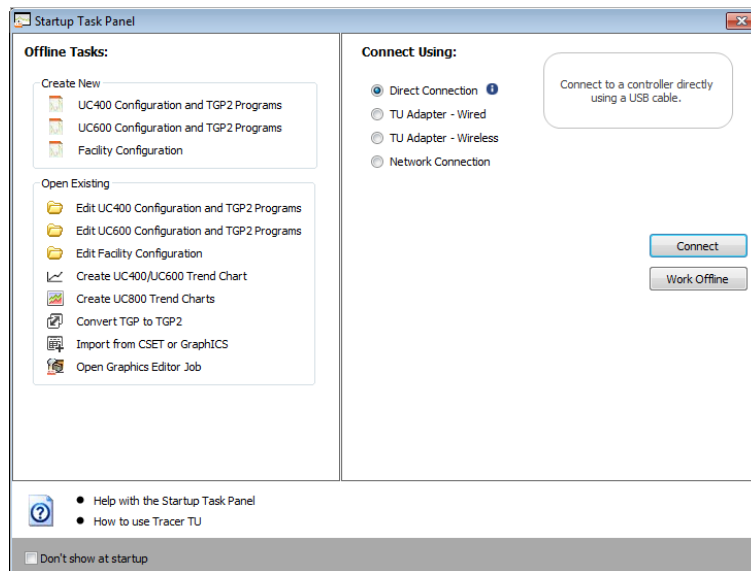 Startup Task Panel
Offline Tasks:
Create New
UC400 Configuration and TGP2 Programs
UC600 Configuration and TGP2 Programs
Facility Configuration
Open Existing
Edit UC400 Configuration and TGP2 Programs
Edit UC600 Configuration and TGP2 Programs
Edit Facility Configuration
Create UC400/UC600 Trend Chart
Create UC800 Trend Charts
Convert TGP to TGP2
Import from CSET or GraphICS
Open Graphics Editor Job
Connect Using:
Direct Connection
TU Adapter - Wired
TU Adapter - Wireless
Network Connection
Connect to a controller directly
using a USB cable.
Connect
Work Offline
Help with the Startup Task Panel
How to use Tracer TU
Don't show at startup